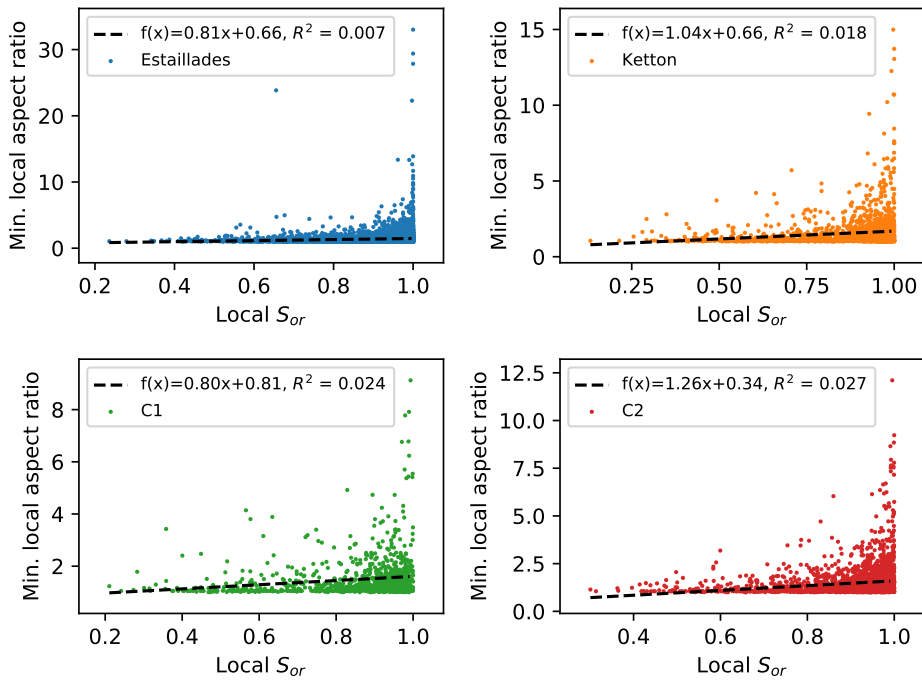 f(x)=0.81x+0.66, R² = 0.007
Estaillades
30
20
10
0
Min. local aspect ratio
0.2 0.4 0.6 0.8 1.0
Local Sₒᵣ
f(x)=1.04x+0.66, R² = 0.018
Ketton
15
10
5
0
Min. local aspect ratio
0.25 0.50 0.75 1.00
Local Sₒᵣ
f(x)=0.80x+0.81, R² = 0.024
C1
8
6
4
2
Min. local aspect ratio
0.2 0.4 0.6 0.8 1.0
Local Sₒᵣ
f(x)=1.26x+0.34, R² = 0.027
C2
12.5
10.0
7.5
5.0
2.5
0.0
Min. local aspect ratio
0.4 0.6 0.8 1.0
Local Sₒᵣ